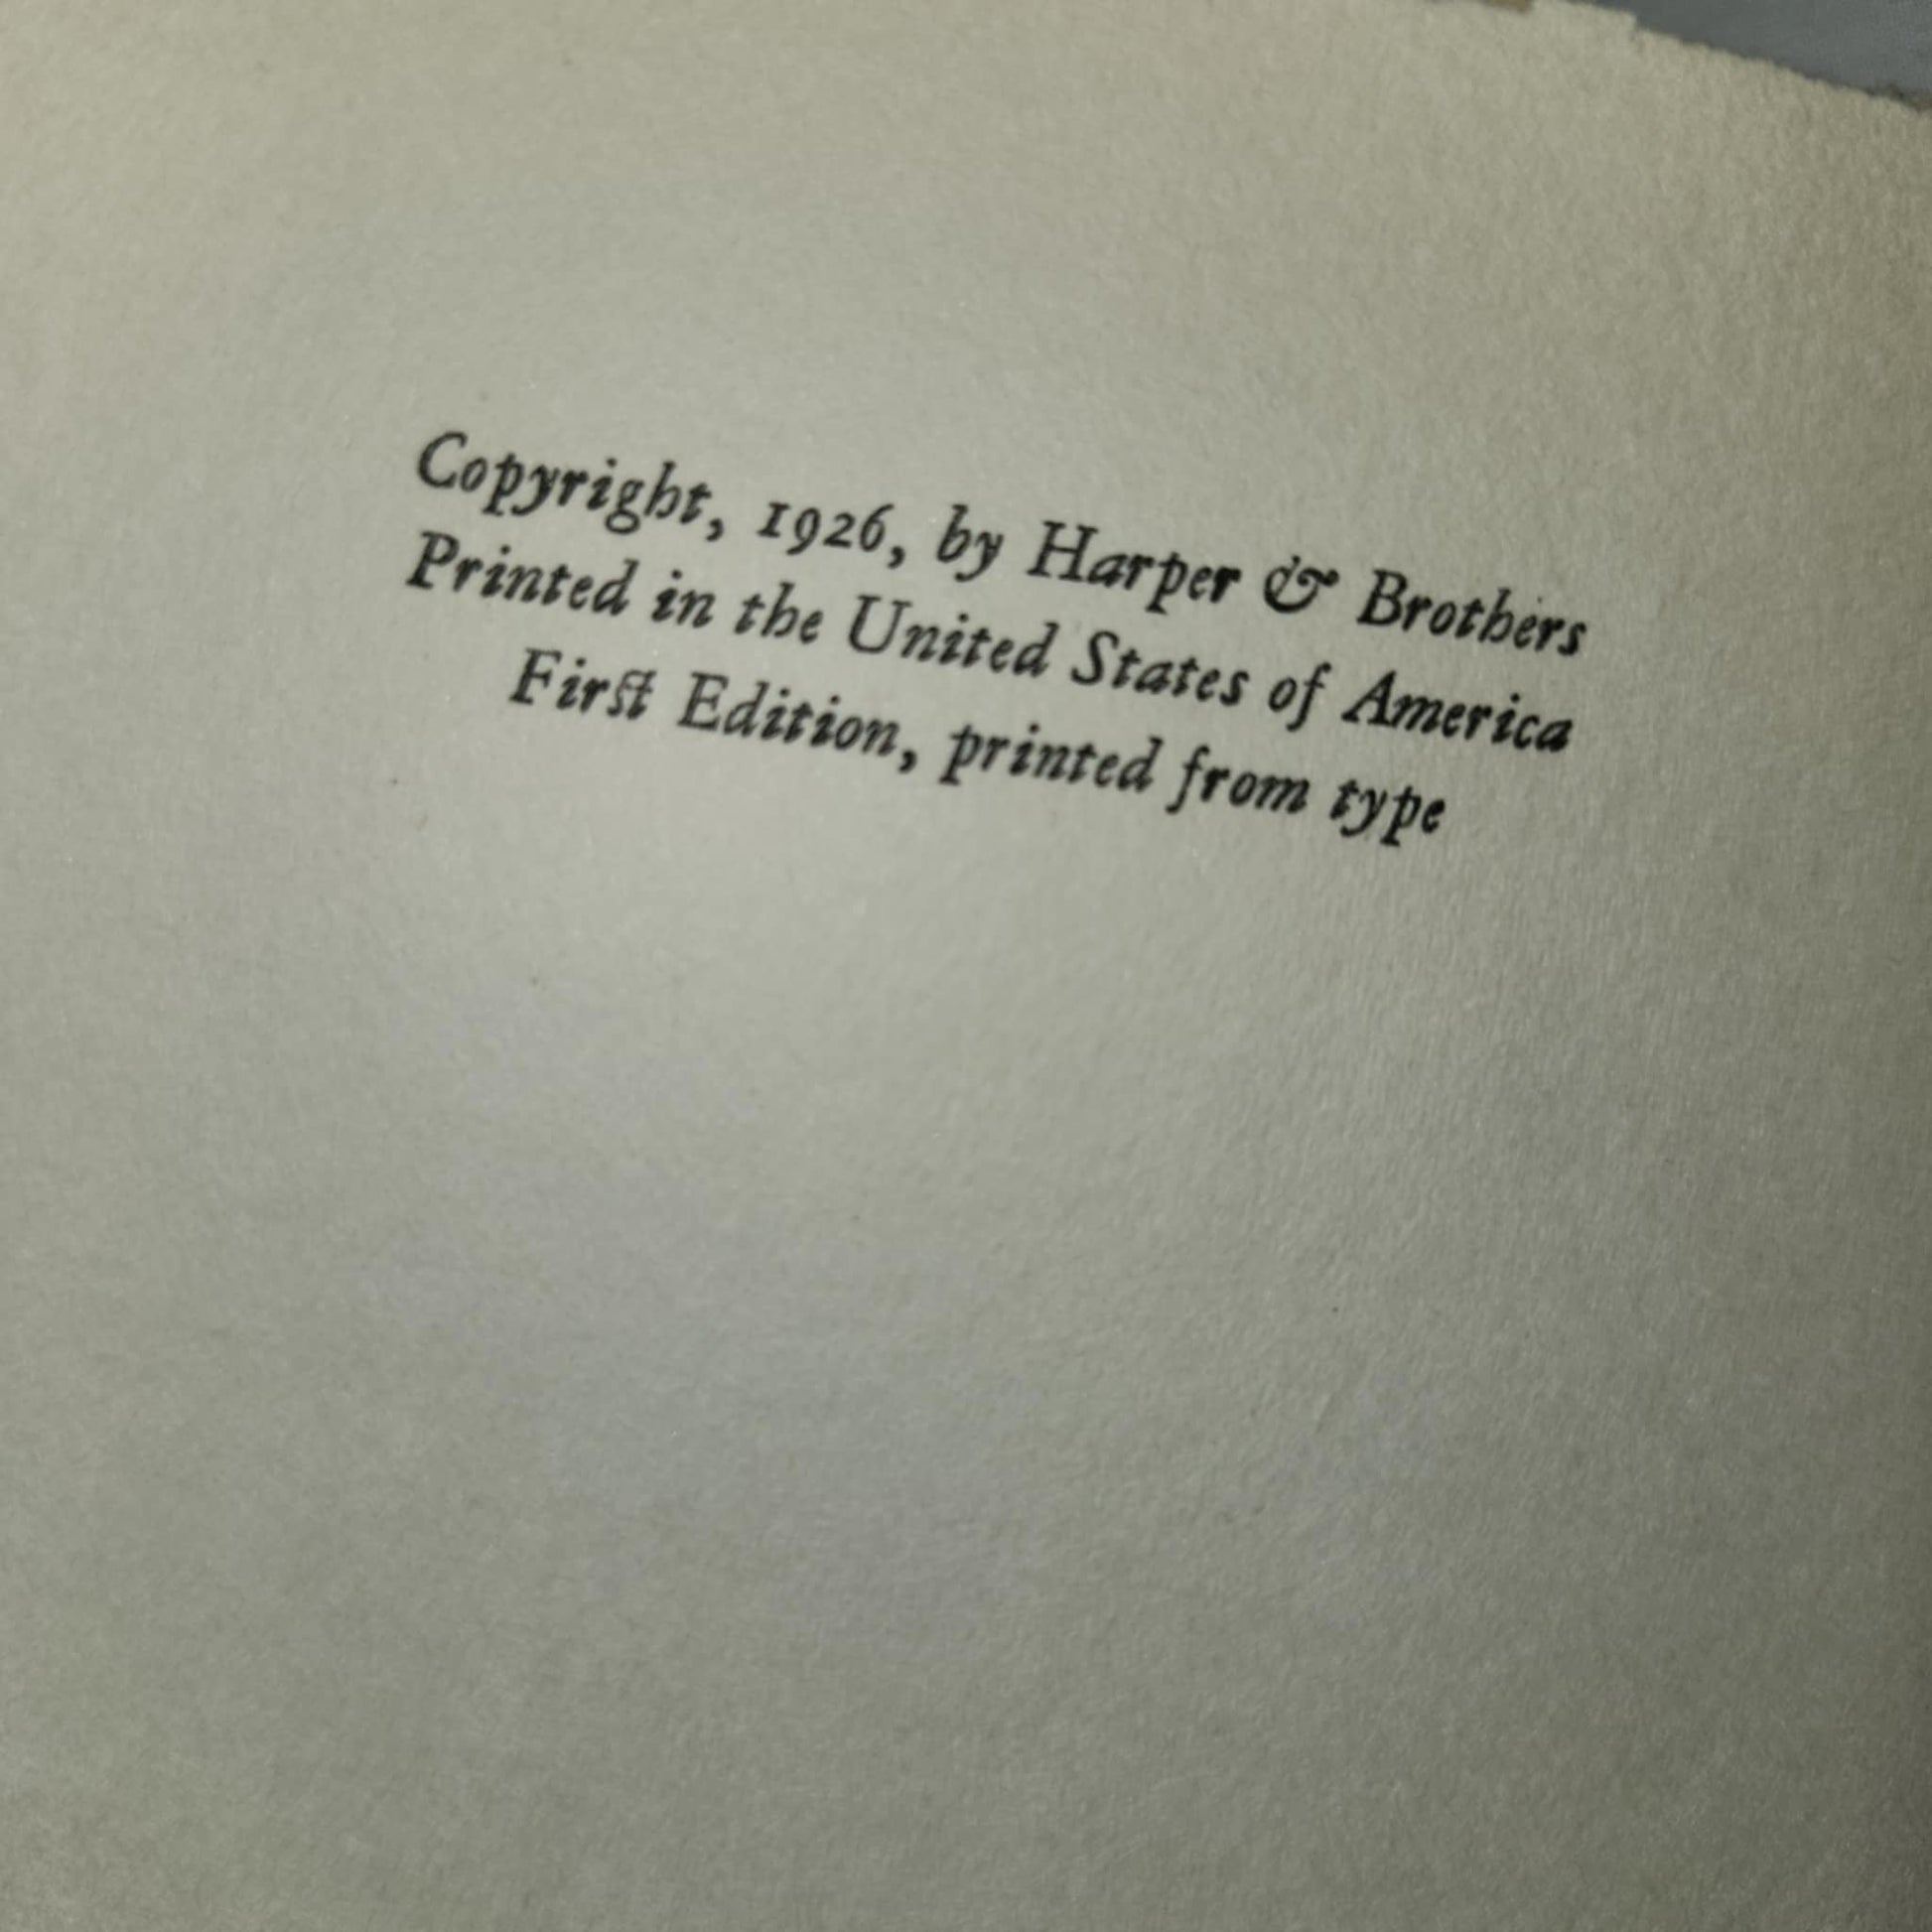 Copyright, 1926, by Harper & Brothers
Printed in the United States of America
First Edition, printed from type